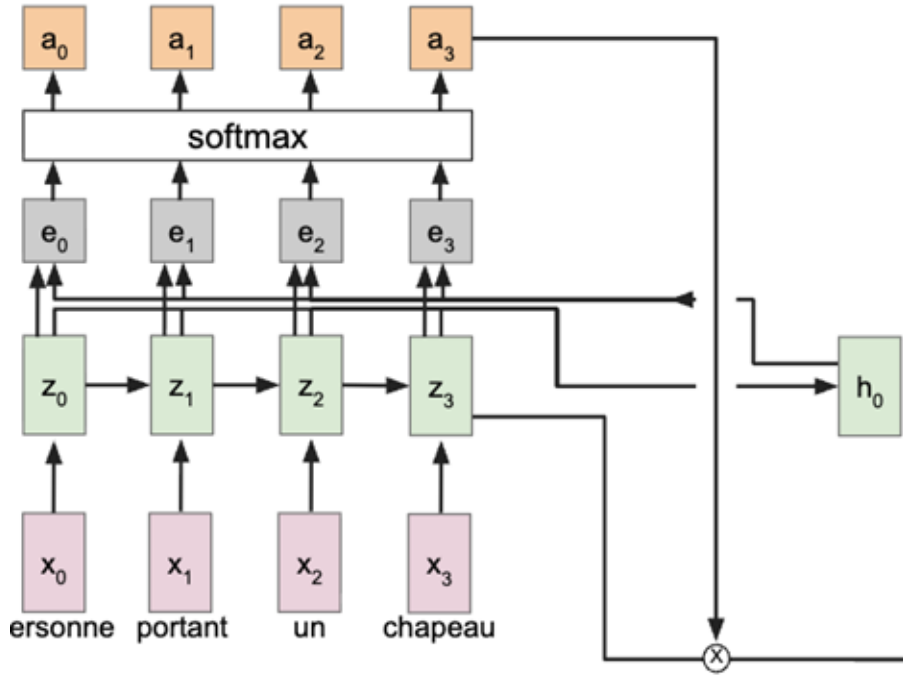 a0 a1 a2 a3
softmax
e0 e1 e2 e3
z0 z1 z2 z3 h0
x0 x1 x2 x3
ersonne portant un chapeau
X